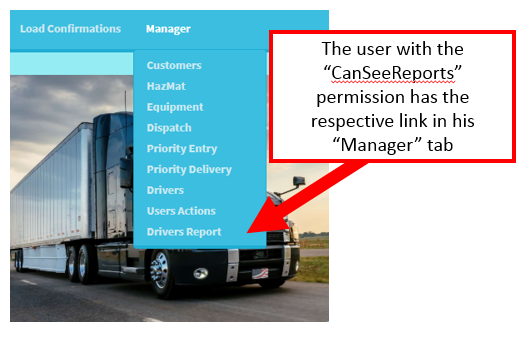 Load Confirmations Manager
Customers
HazMat
Equipment
Dispatch
Priority Entry
Priority Delivery
Drivers
Users Actions
Drivers Report
The user with the
“CanSeeReports”
permission has the
respective link in his
“Manager” tab